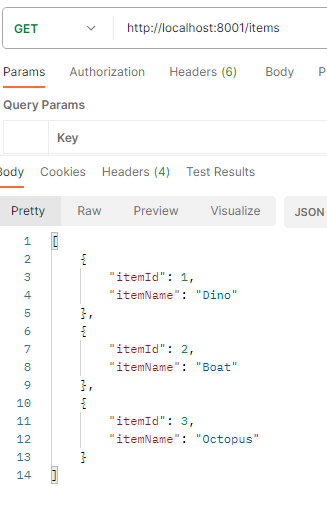 GET http://localhost:8001/items
Params Authorization Headers (6) Body P
Query Params
Key
Body Cookies Headers (4) Test Results
Pretty Raw Preview Visualize JSON
1 [
2 {
3 "itemId": 1,
4 "itemName": "Dino"
5 },
6 {
7 "itemId": 2,
8 "itemName": "Boat"
9 },
10 {
11 "itemId": 3,
12 "itemName": "Octopus"
13 }
14 ]